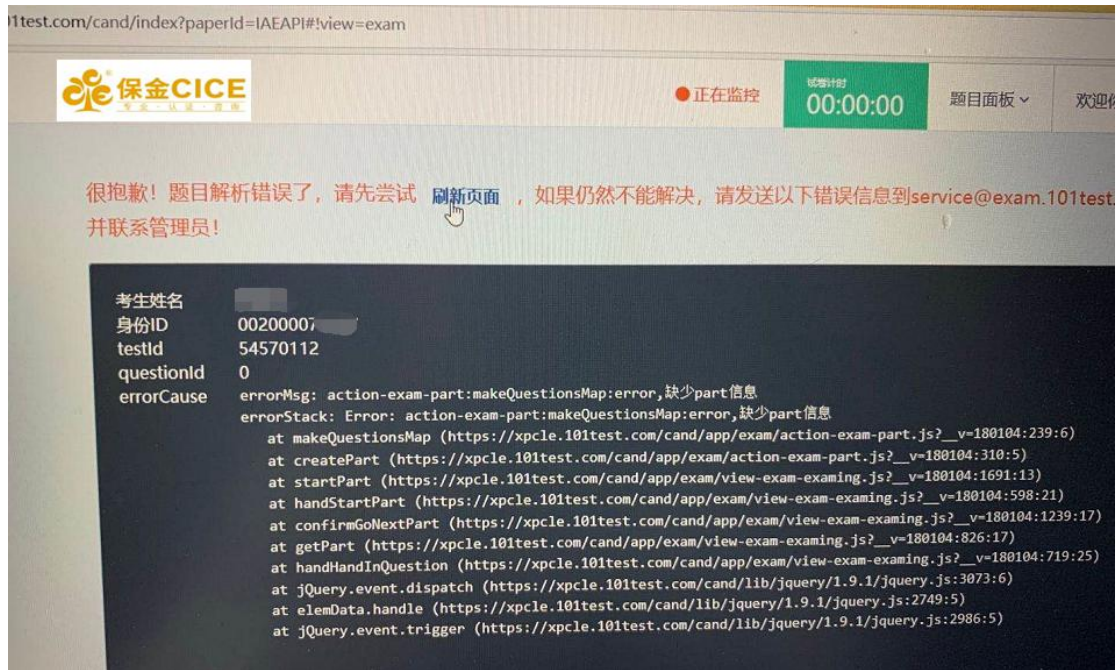 1test.com/cand/index?paperId=IAEAPI#!view=exam
保金CICE
专业·认证·咨询
正在监控
试卷计时
00:00:00
题目面板
欢迎
很抱歉！题目解析错误了，请先尝试 刷新页面 ，如果仍然不能解决，请发送以下错误信息到service@exam.101test.
并联系管理员！
考生姓名
身份ID 00200007
testId 54570112
questionId 0
errorCause errorMsg: action-exam-part:makeQuestionsMap:error,缺少part信息
errorStack: Error: action-exam-part:makeQuestionsMap:error,缺少part信息
at makeQuestionsMap (https://xpcle.101test.com/cand/app/exam/action-exam-part.js?__v=180104:239:6)
at createPart (https://xpcle.101test.com/cand/app/exam/action-exam-part.js?__v=180104:310:5)
at startPart (https://xpcle.101test.com/cand/app/exam/view-exam-examing.js?__v=180104:1691:13)
at handStartPart (https://xpcle.101test.com/cand/app/exam/view-exam-examing.js?__v=180104:598:21)
at confirmGoNextPart (https://xpcle.101test.com/cand/app/exam/view-exam-examing.js?__v=180104:1239:17)
at getPart (https://xpcle.101test.com/cand/app/exam/view-exam-examing.js?__v=180104:826:17)
at handHandInQuestion (https://xpcle.101test.com/cand/app/exam/view-exam-examing.js?__v=180104:719:25)
at jQuery.event.dispatch (https://xpcle.101test.com/cand/lib/jquery/1.9.1/jquery.js:3073:6)
at elemData.handle (https://xpcle.101test.com/cand/lib/jquery/1.9.1/jquery.js:2749:5)
at jQuery.event.trigger (https://xpcle.101test.com/cand/lib/jquery/1.9.1/jquery.js:2986:5)